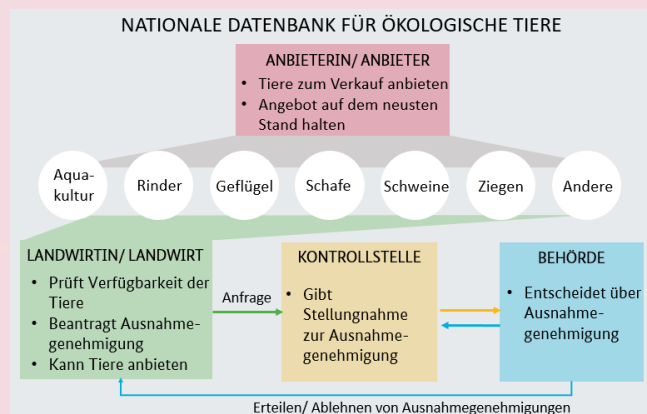 NATIONALE DATENBANK FÜR ÖKOLOGISCHE TIERE
ANBIETERIN/ ANBIETER
• Tiere zum Verkauf anbieten
• Angebot auf dem neusten
Stand halten
Aqua-
kultur
Rinder
Geflügel
Schafe
Schweine
Ziegen
Andere
LANDWIRTIN/ LANDWIRT
• Prüft Verfügbarkeit der
Tiere
• Beantragt Ausnahme-
genehmigung
• Kann Tiere anbieten
Anfrage
KONTROLLSTELLE
• Gibt
Stellungnahme
zur Ausnahme-
genehmigung
BEHÖRDE
• Entscheidet über
Ausnahme-
genehmigung
Erteilen/ Ablehnen von Ausnahmegenehmigungen